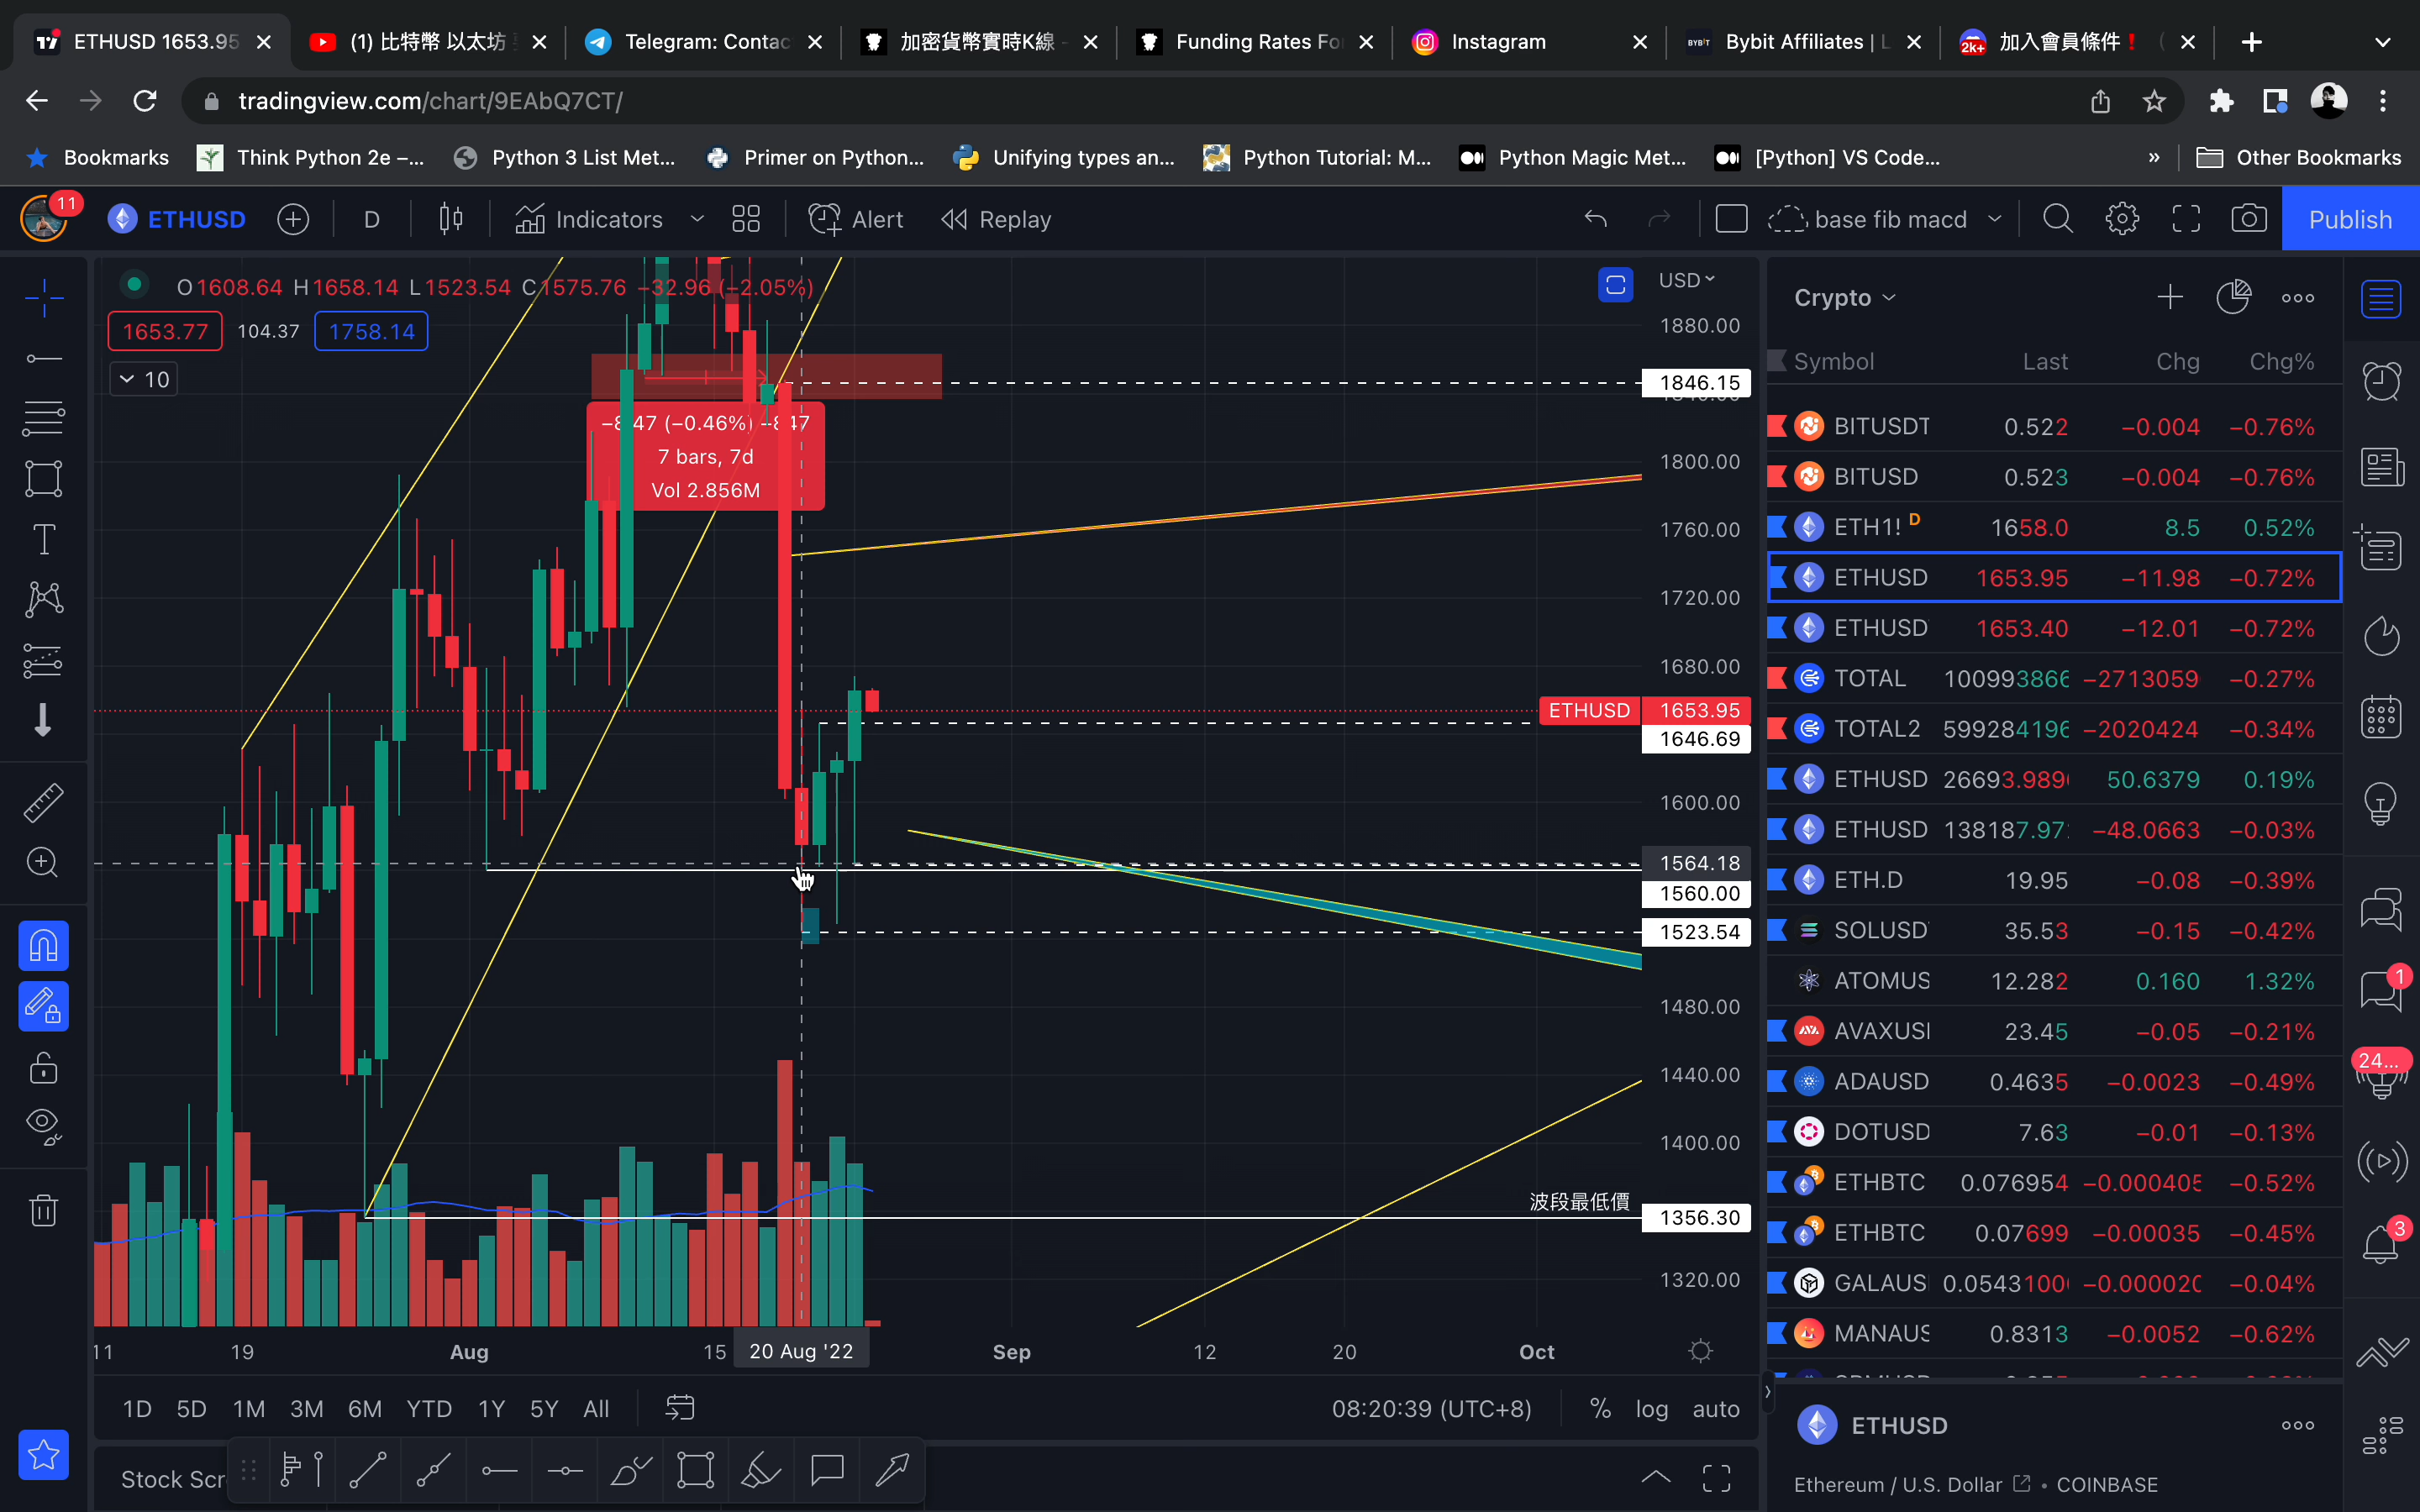 ETHUSD 1653.95
(1) 比特幣 以太坊
Telegram: Contac
加密貨幣實時K線 -
Funding Rates For
Instagram
BYBIT
Bybit Affiliates | L
2K+
加入會員條件❗ (
tradingview.com/chart/9EAbQ7CT/
Bookmarks
Think Python 2e –...
Python 3 List Met...
Primer on Python...
Unifying types an...
Python Tutorial: M...
Python Magic Met...
[Python] VS Code...
»
Other Bookmarks
11
ETHUSD
D
Indicators
Alert
Replay
base fib macd
Publish
O1608.64 H1658.14 L1523.54 C1575.76 −32.96 (−2.05%)
1653.77
104.37
1758.14
10
USD
1880.00
1846.15
1800.00
1760.00
1720.00
1680.00
ETHUSD 1653.95
1646.69
1600.00
1564.18
1560.00
1523.54
1480.00
1440.00
1400.00
波段最低價
1356.30
1320.00
−8.47 (−0.46%) −847
7 bars, 7d
Vol 2.856M
11
19
Aug
15
20 Aug '22
Sep
12
20
Oct
1D 5D 1M 3M 6M YTD 1Y 5Y All
08:20:39 (UTC+8)
% log auto
Stock Scr
Crypto
Symbol Last Chg Chg%
BITUSDT 0.522 −0.004 −0.76%
BITUSD 0.523 −0.004 −0.76%
ETH1! D 1658.0 8.5 0.52%
ETHUSD 1653.95 −11.98 −0.72%
ETHUSD 1653.40 −12.01 −0.72%
TOTAL 100993866 −2713059 −0.27%
TOTAL2 599284196 −2020424 −0.34%
ETHUSD 26693.989 50.6379 0.19%
ETHUSD 138187.97 −48.0663 −0.03%
ETH.D 19.95 −0.08 −0.39%
SOLUSD 35.53 −0.15 −0.42%
ATOMUS 12.282 0.160 1.32%
AVAXUS 23.45 −0.05 −0.21%
ADAUSD 0.4635 −0.0023 −0.49%
DOTUSD 7.63 −0.01 −0.13%
ETHBTC 0.076954 −0.000405 −0.52%
ETHBTC 0.07699 −0.00035 −0.45%
GALAUS 0.0543100 −0.00002 −0.04%
MANAUS 0.8313 −0.0052 −0.62%
ETHUSD
Ethereum / U.S. Dollar • COINBASE
1
24...
3